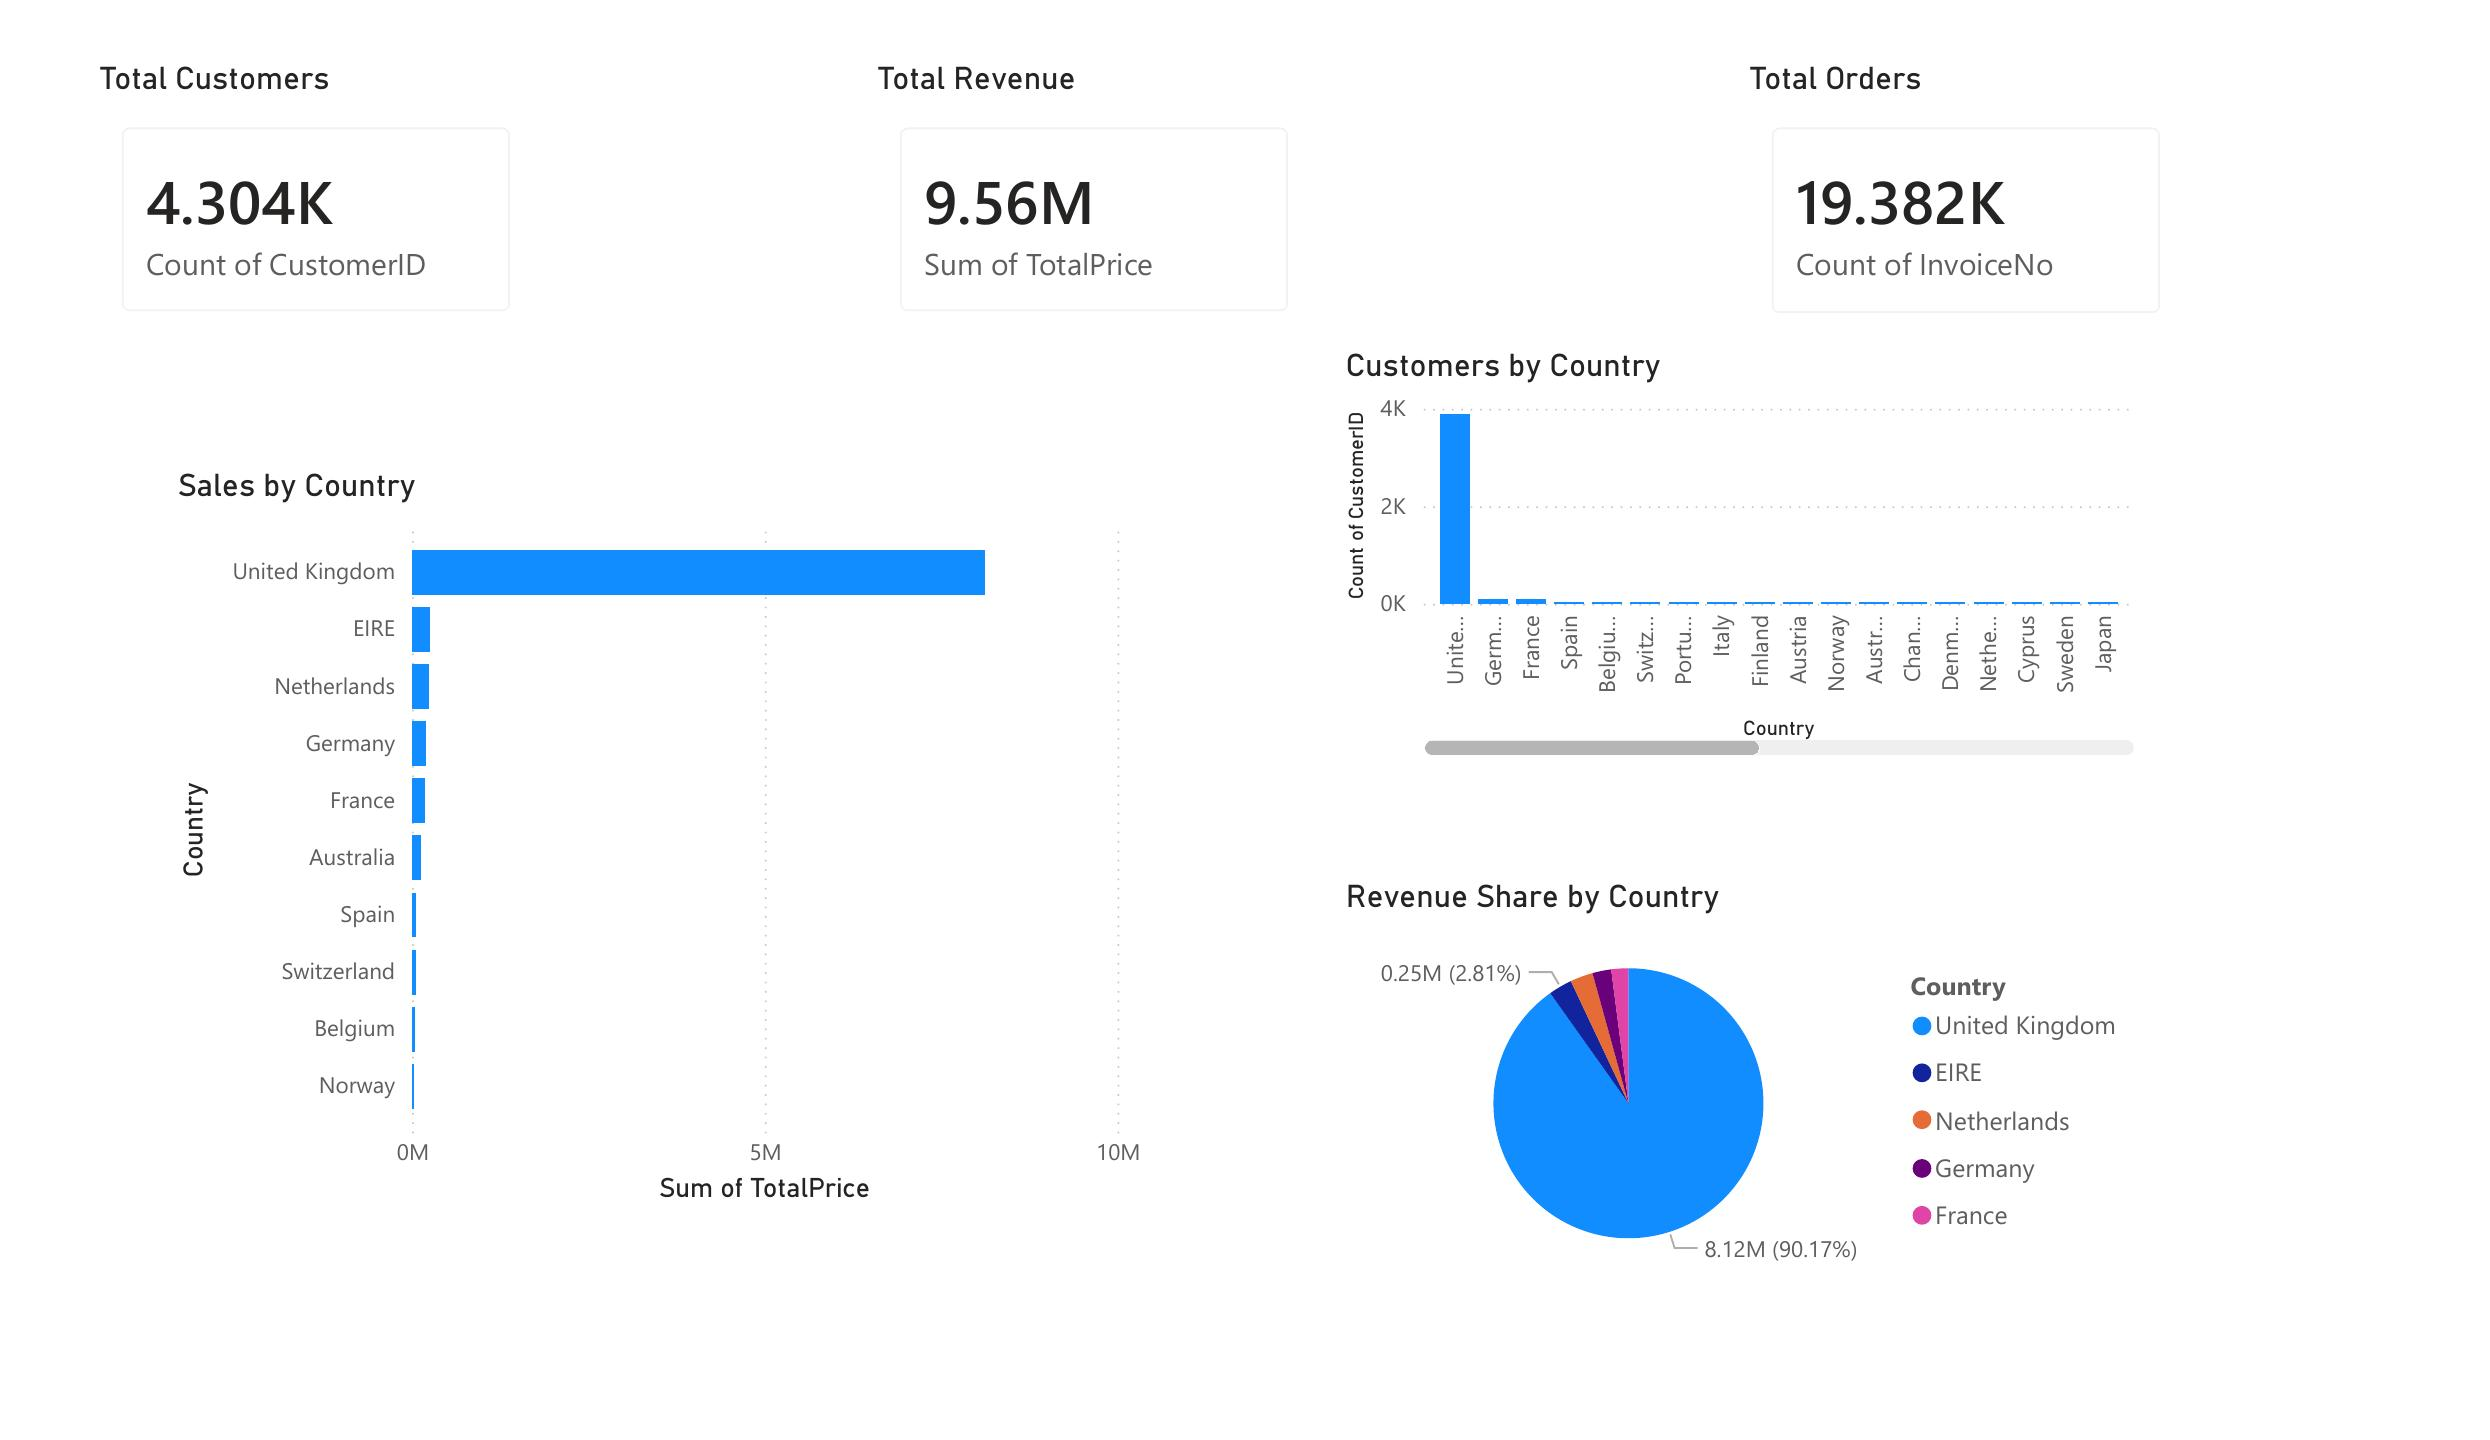 Total Customers
4.304K
Count of CustomerID
Total Revenue
9.56M
Sum of TotalPrice
Total Orders
19.382K
Count of InvoiceNo
Sales by Country
Country
United Kingdom
EIRE
Netherlands
Germany
France
Australia
Spain
Switzerland
Belgium
Norway
0M
5M
10M
Sum of TotalPrice
Customers by Country
Count of CustomerID
4K
2K
0K
Unite...
Germ...
France
Spain
Belgiu...
Switz...
Portu...
Italy
Finland
Austria
Norway
Austr...
Chan...
Denm...
Nethe...
Cyprus
Sweden
Japan
Country
Revenue Share by Country
0.25M (2.81%)
8.12M (90.17%)
Country
United Kingdom
EIRE
Netherlands
Germany
France